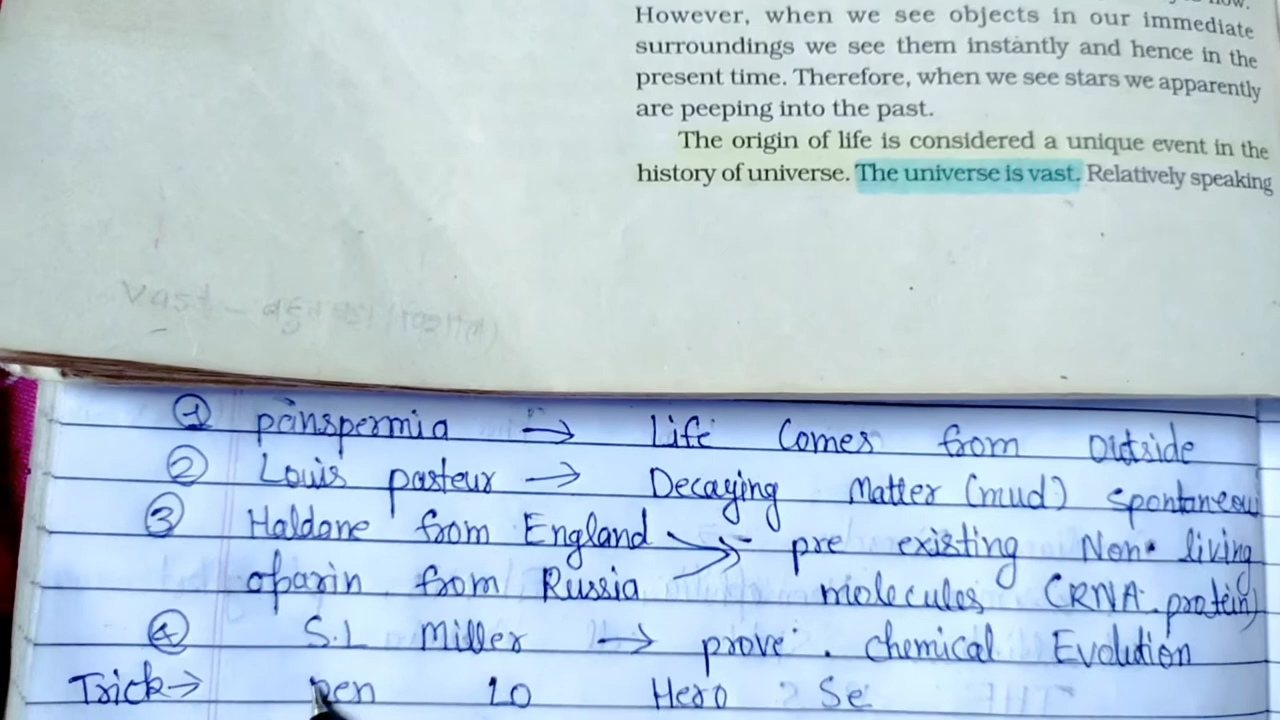 However, when we see objects in our immediate
surroundings we see them instantly and hence in the
present time. Therefore, when we see stars we apparently
are peeping into the past.
The origin of life is considered a unique event in the
history of universe. The universe is vast. Relatively speaking
Vast -
① panspermia → Life Comes from outside
② Louis pasteur → Decaying Matter (mud) spontaneou
③ Haldane from England → pre existing Non living
oparin from Russia molecules (RNA protein)
④ S.L Miller → prove chemical Evolution
Trick → pen 20 Hero Se